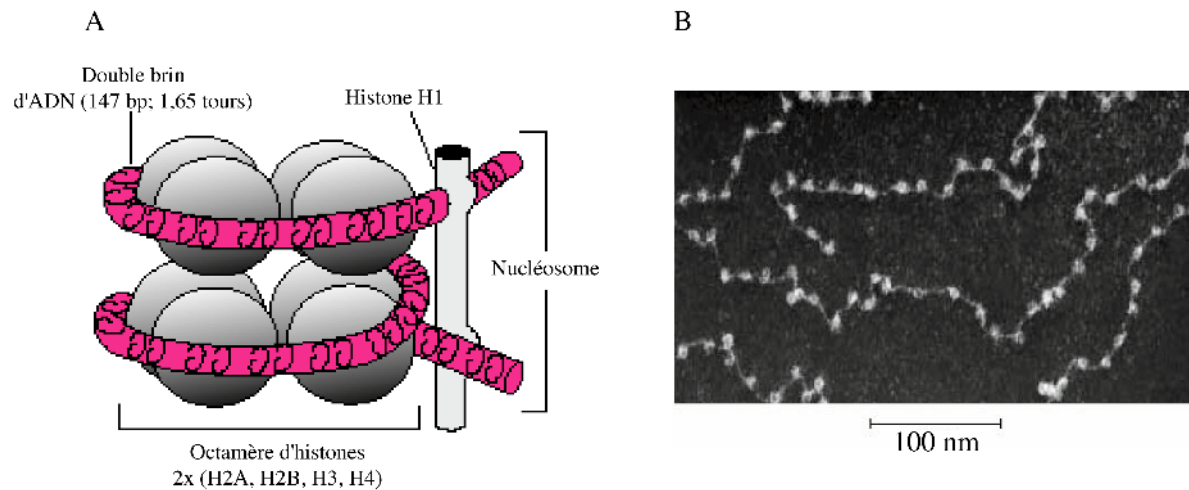 A
B
Double brin
d'ADN (147 bp; 1,65 tours)
Histone H1
Nucléosome
Octamère d'histones
2x (H2A, H2B, H3, H4)
100 nm